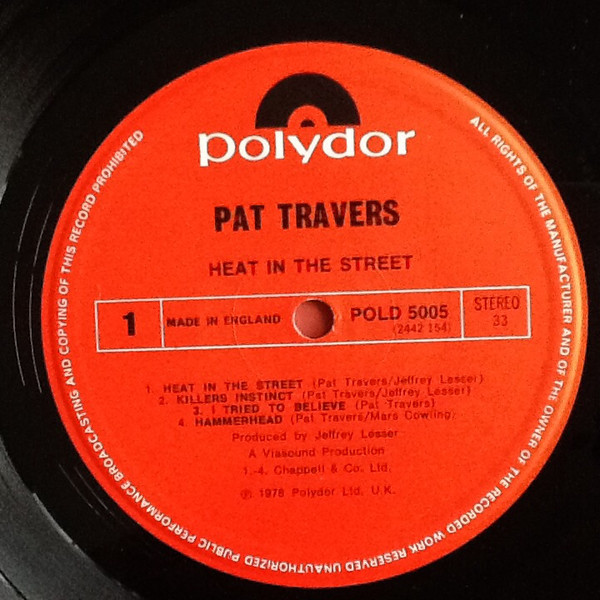 polydor
PAT TRAVERS
HEAT IN THE STREET
1
MADE IN ENGLAND
POLD 5005
(2442 154)
STEREO
33
1. HEAT IN THE STREET (Pat Travers/Jeffrey Lesser)
2. KILLERS INSTINCT (Pat Travers/Jeffrey Lesser)
3. I TRIED TO BELIEVE (Pat Travers)
4. HAMMERHEAD (Pat Travers/Mars Cowling)
Produced by Jeffrey Lesser
A Vissound Production
1.-4. Chappell & Co. Ltd.
℗ 1978 Polydor Ltd. U.K.
ALL RIGHTS OF THE MANUFACTURER AND OF THE OWNER OF THE RECORDED WORK RESERVED UNAUTHORIZED PUBLIC PERFORMANCE BROADCASTING AND COPYING OF THIS RECORD PROHIBITED